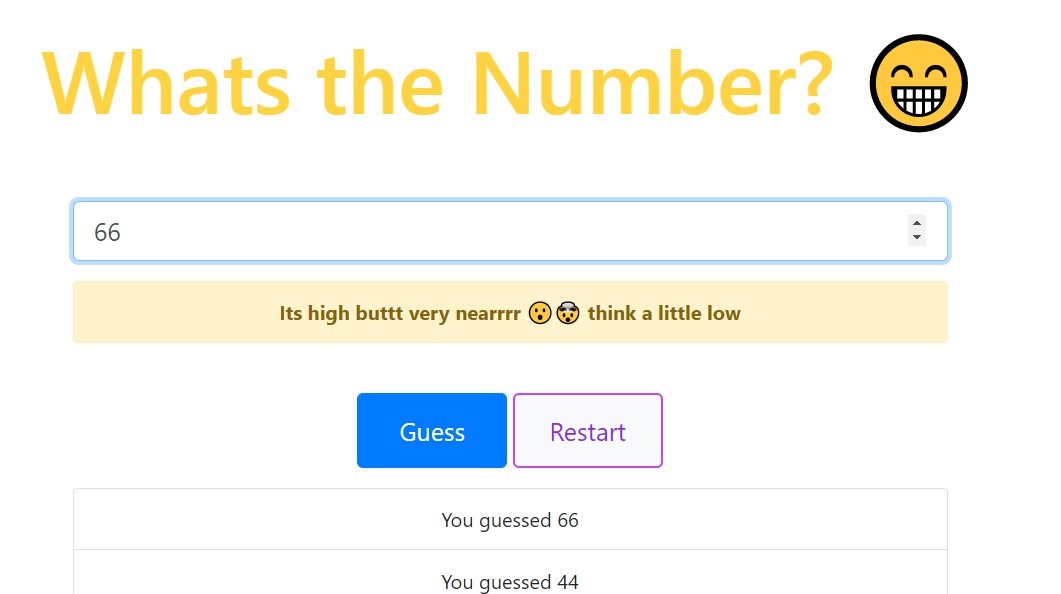 Whats the Number? 😁
66
Its high buttt very nearrrr 😮🤯 think a little low
Guess
Restart
You guessed 66
You guessed 44